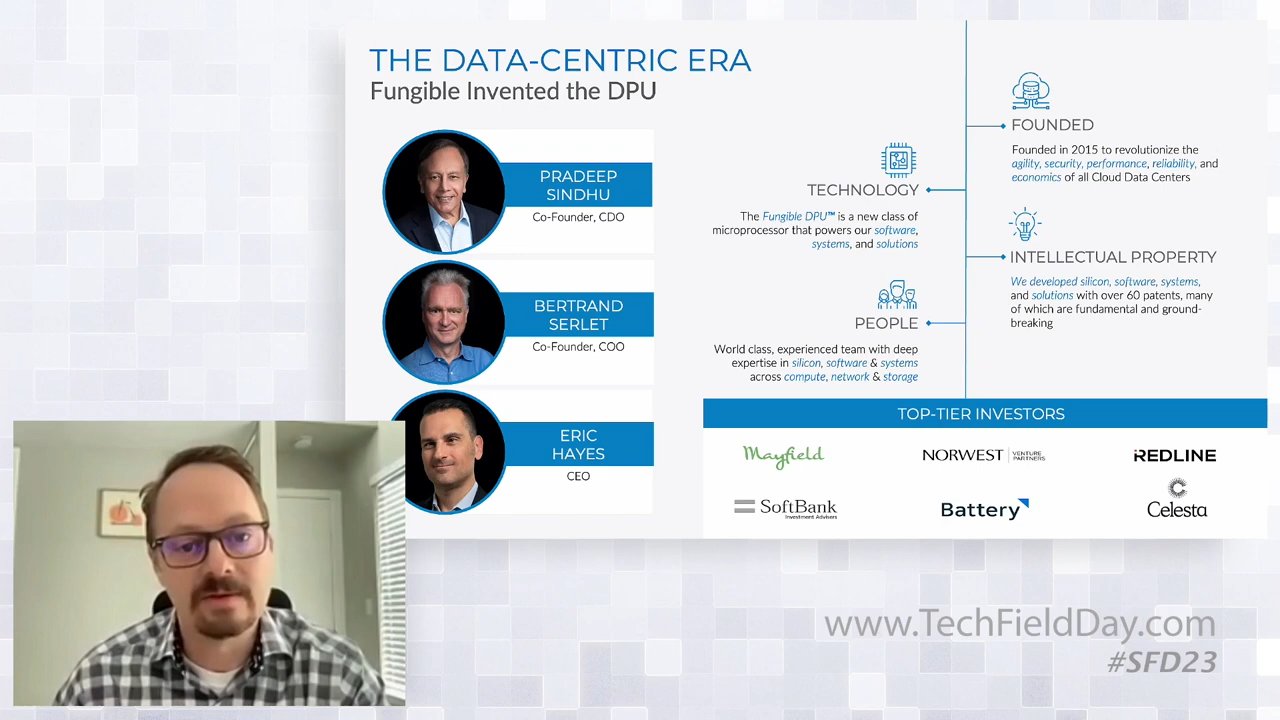 THE DATA-CENTRIC ERA
Fungible Invented the DPU
PRADEEP
SINDHU
Co-Founder, CDO
BERTRAND
SERLET
Co-Founder, COO
ERIC
HAYES
CEO
FOUNDED
Founded in 2015 to revolutionize the
agility, security, performance, reliability, and
economics of all Cloud Data Centers
TECHNOLOGY
The Fungible DPU™ is a new class of
microprocessor that powers our software,
systems, and solutions
INTELLECTUAL PROPERTY
We developed silicon, software, systems,
and solutions with over 60 patents, many
of which are fundamental and ground-
breaking
PEOPLE
World class, experienced team with deep
expertise in silicon, software & systems
across compute, network & storage
TOP-TIER INVESTORS
Mayfield
NORWEST VENTURE
PARTNERS
REDLINE
SoftBank
Investment Advisers
Battery
Celesta
www.TechFieldDay.com
#SFD23